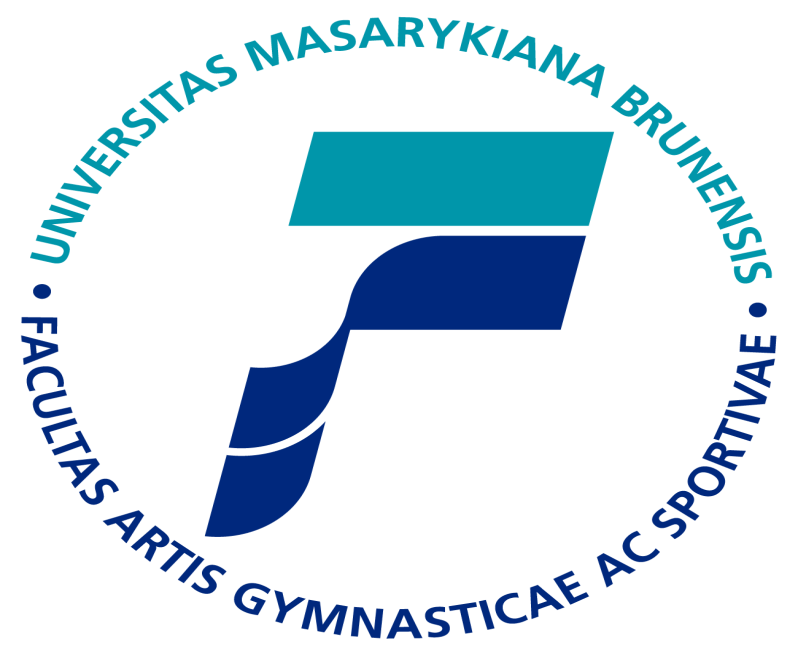 UNIVERSITAS MASARYKIANA BRUNENSIS
• FACULTAS ARTIS GYMNASTICAE AC SPORTIVAE •